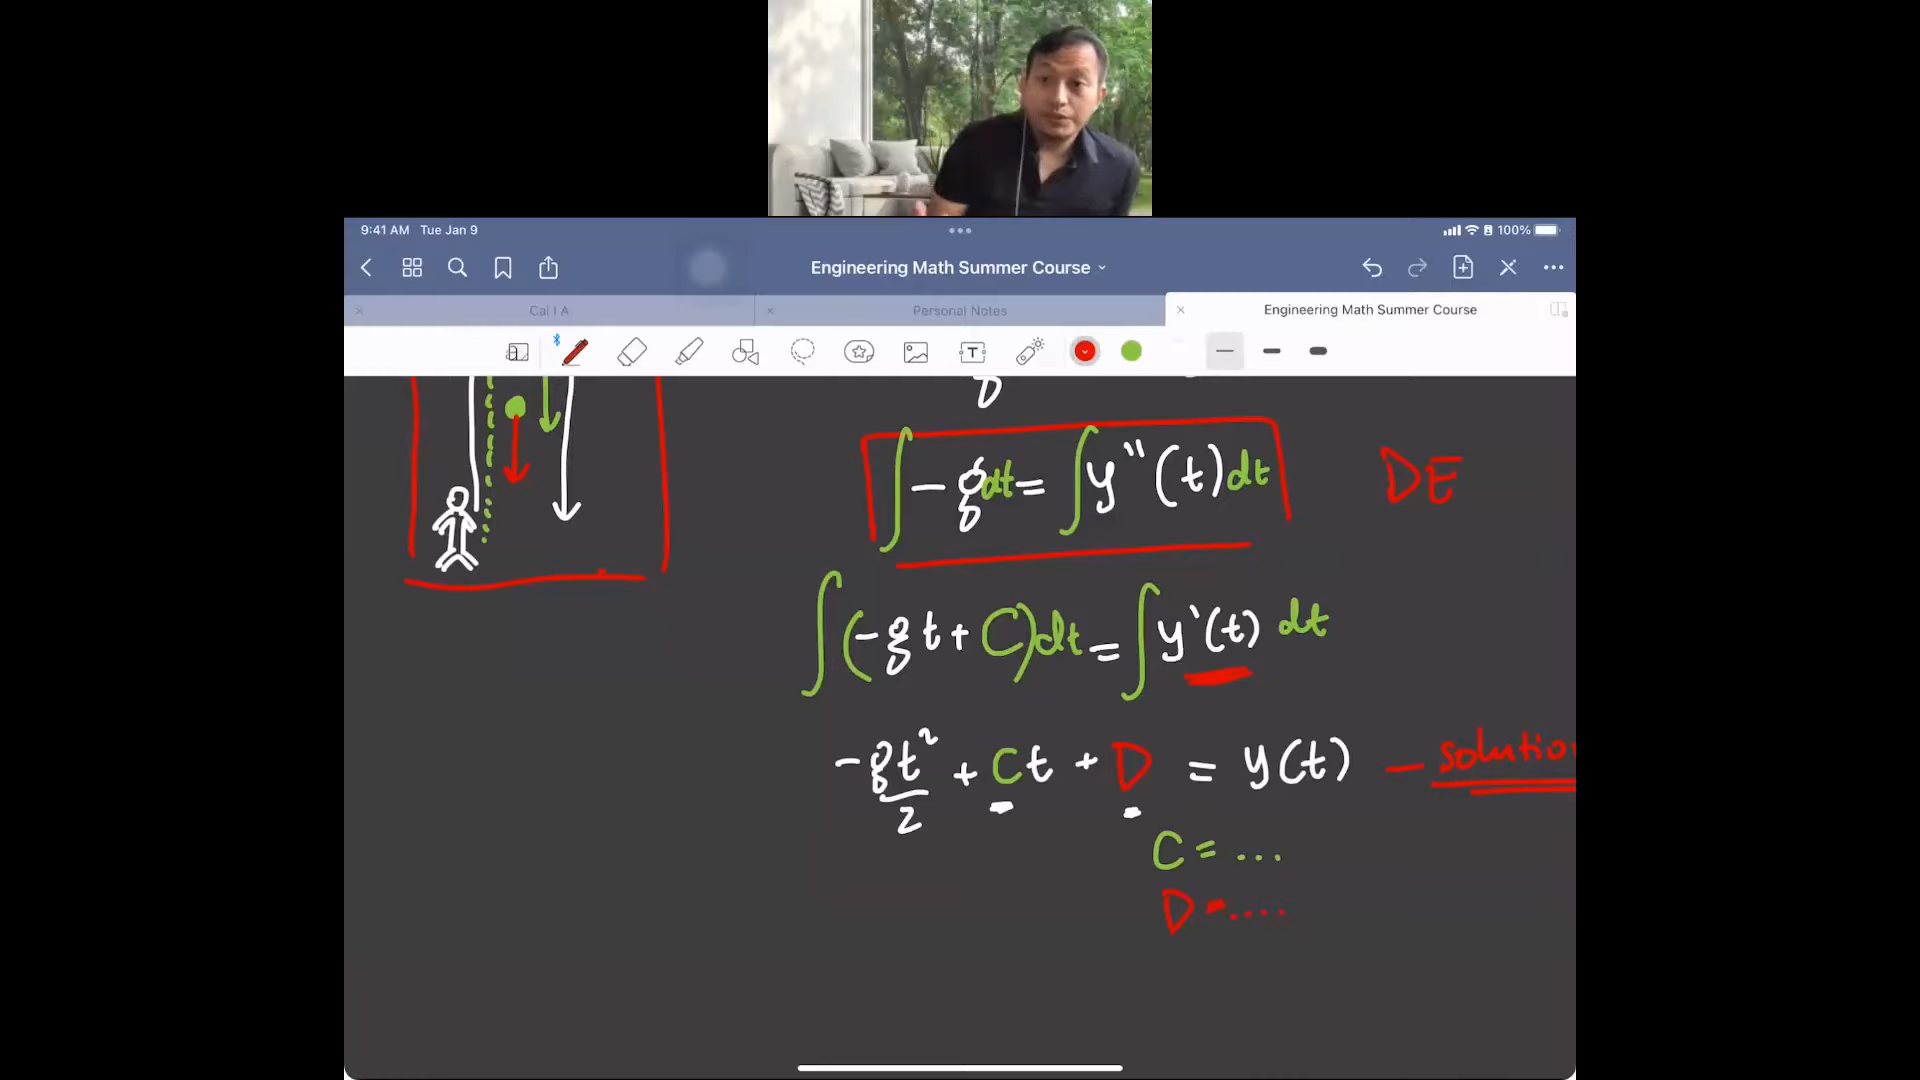 9:41 AM Tue Jan 9
100%
Engineering Math Summer Course
Cal I A
Personal Notes
Engineering Math Summer Course
T
g
∫ -g dt = ∫ y"(t) dt
DE
∫ (-gt + C) dt = ∫ y'(t) dt
-gt²/2 + Ct + D = y(t) — solution
C = ...
D = ....